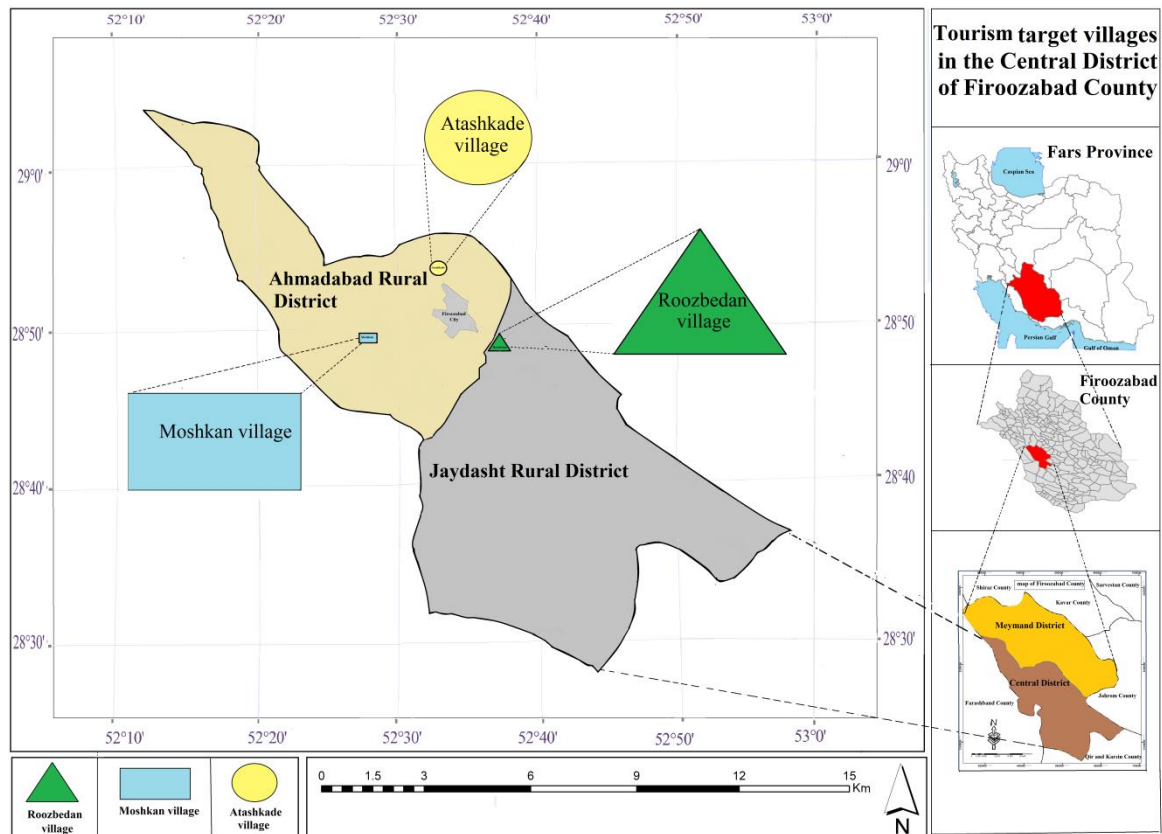 52°10'
52°20'
52°30'
52°40'
52°50'
53°0'
Atashkade
village
29°0'
29°0'
Ahmadabad Rural
District
Firoozabad
City
Roozbedan
village
28°50'
28°50'
Moshkan village
Jaydasht Rural District
28°40'
28°40'
28°30'
28°30'
52°10'
52°20'
52°30'
52°40'
52°50'
53°0'
Roozbedan
village
Moshkan village
Atashkade
village
0 1.5 3 6 9 12 15
Km
N
Tourism target villages
in the Central District
of Firoozabad County
Fars Province
Caspian Sea
Persian Gulf
Gulf of Oman
Firoozabad
County
Shiraz County
map of Firoozabad County
Sarvestan County
Kavar County
Meymand District
Central District
Jahrom County
Farashband County
N
Qir and Karzin County